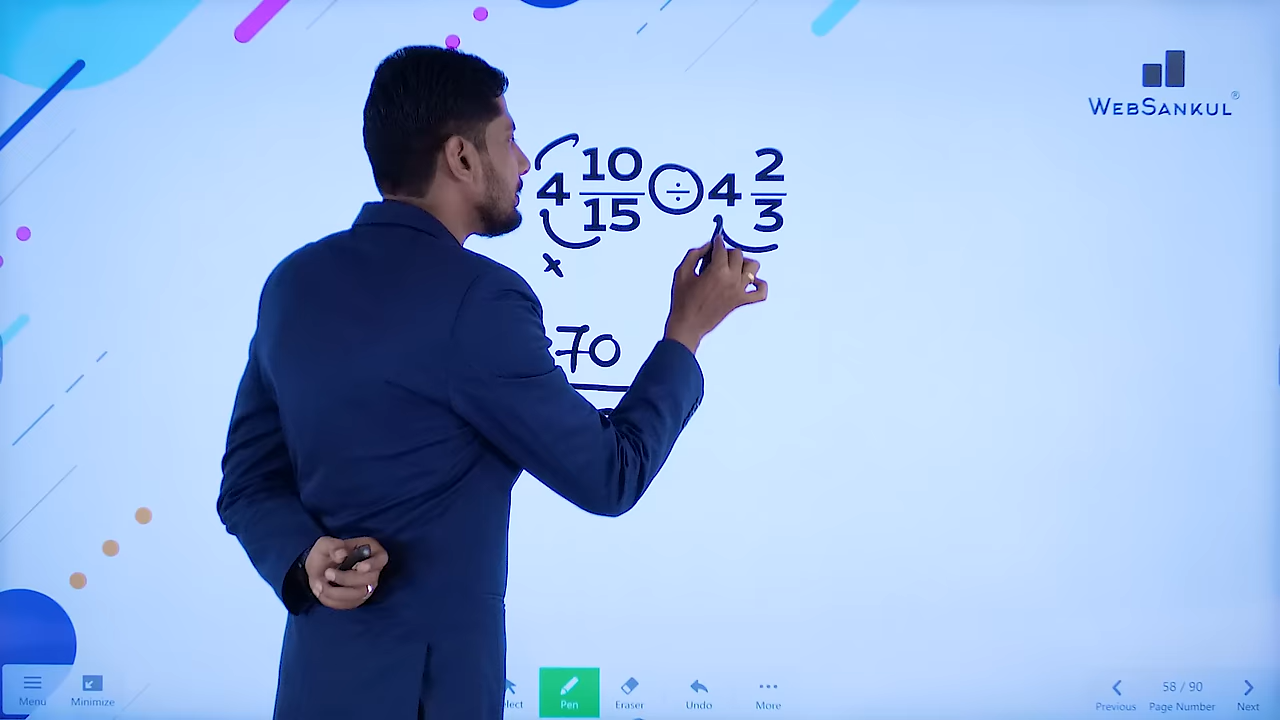 WEBSANKUL®
4 10/15 ÷ 4 2/3
x
70
Menu
Minimize
Pen
Eraser
Undo
More
Previous
58 / 90
Page Number
Next